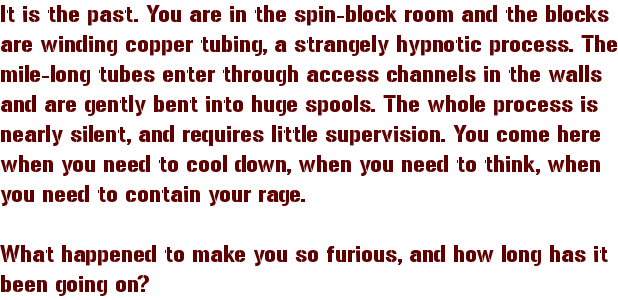 It is the past. You are in the spin-block room and the blocks
are winding copper tubing, a strangely hypnotic process. The
mile-long tubes enter through access channels in the walls
and are gently bent into huge spools. The whole process is
nearly silent, and requires little supervision. You come here
when you need to cool down, when you need to think, when
you need to contain your rage.

What happened to make you so furious, and how long has it
been going on?